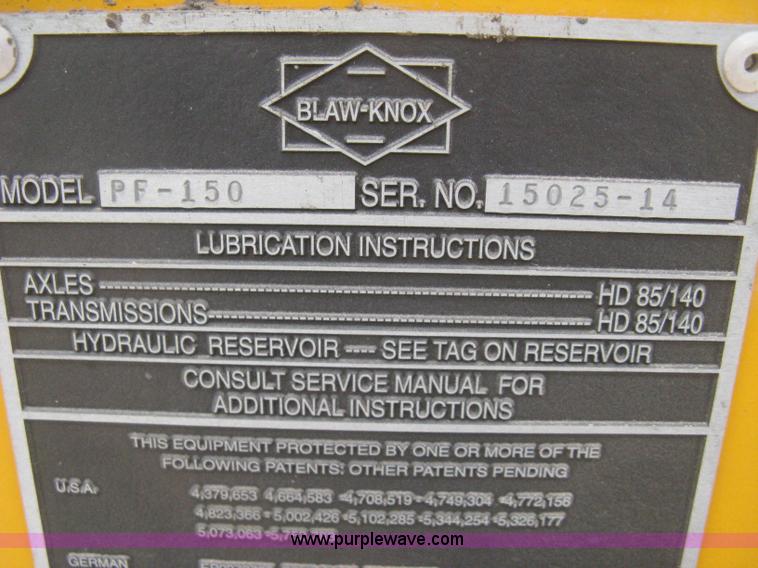 BLAW-KNOX
MODEL PF-150 SER. NO. 15025-14
LUBRICATION INSTRUCTIONS
AXLES ---------- HD 85/140
TRANSMISSIONS ---------- HD 85/140
HYDRAULIC RESERVOIR ---- SEE TAG ON RESERVOIR
CONSULT SERVICE MANUAL FOR
ADDITIONAL INSTRUCTIONS
THIS EQUIPMENT PROTECTED BY ONE OR MORE OF THE
FOLLOWING PATENTS: OTHER PATENTS PENDING
U.S.A. 4,379,653 4,664,583 4,708,519 4,749,304 4,772,156
4,823,366 5,002,426 5,102,285 5,344,254 5,326,177
5,073,063
www.purplewave.com
GERMAN